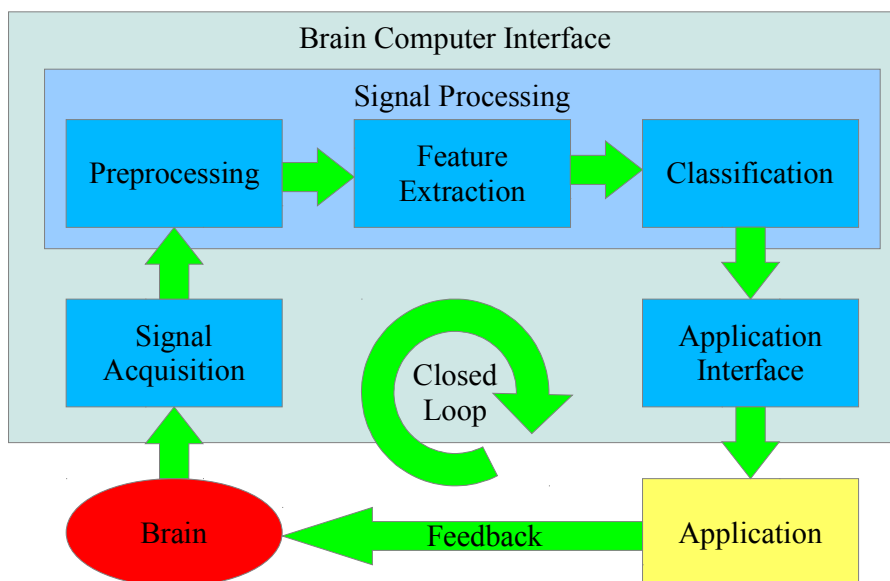 Brain Computer Interface
Signal Processing
Preprocessing
Feature
Extraction
Classification
Signal
Acquisition
Closed
Loop
Application
Interface
Brain
Feedback
Application